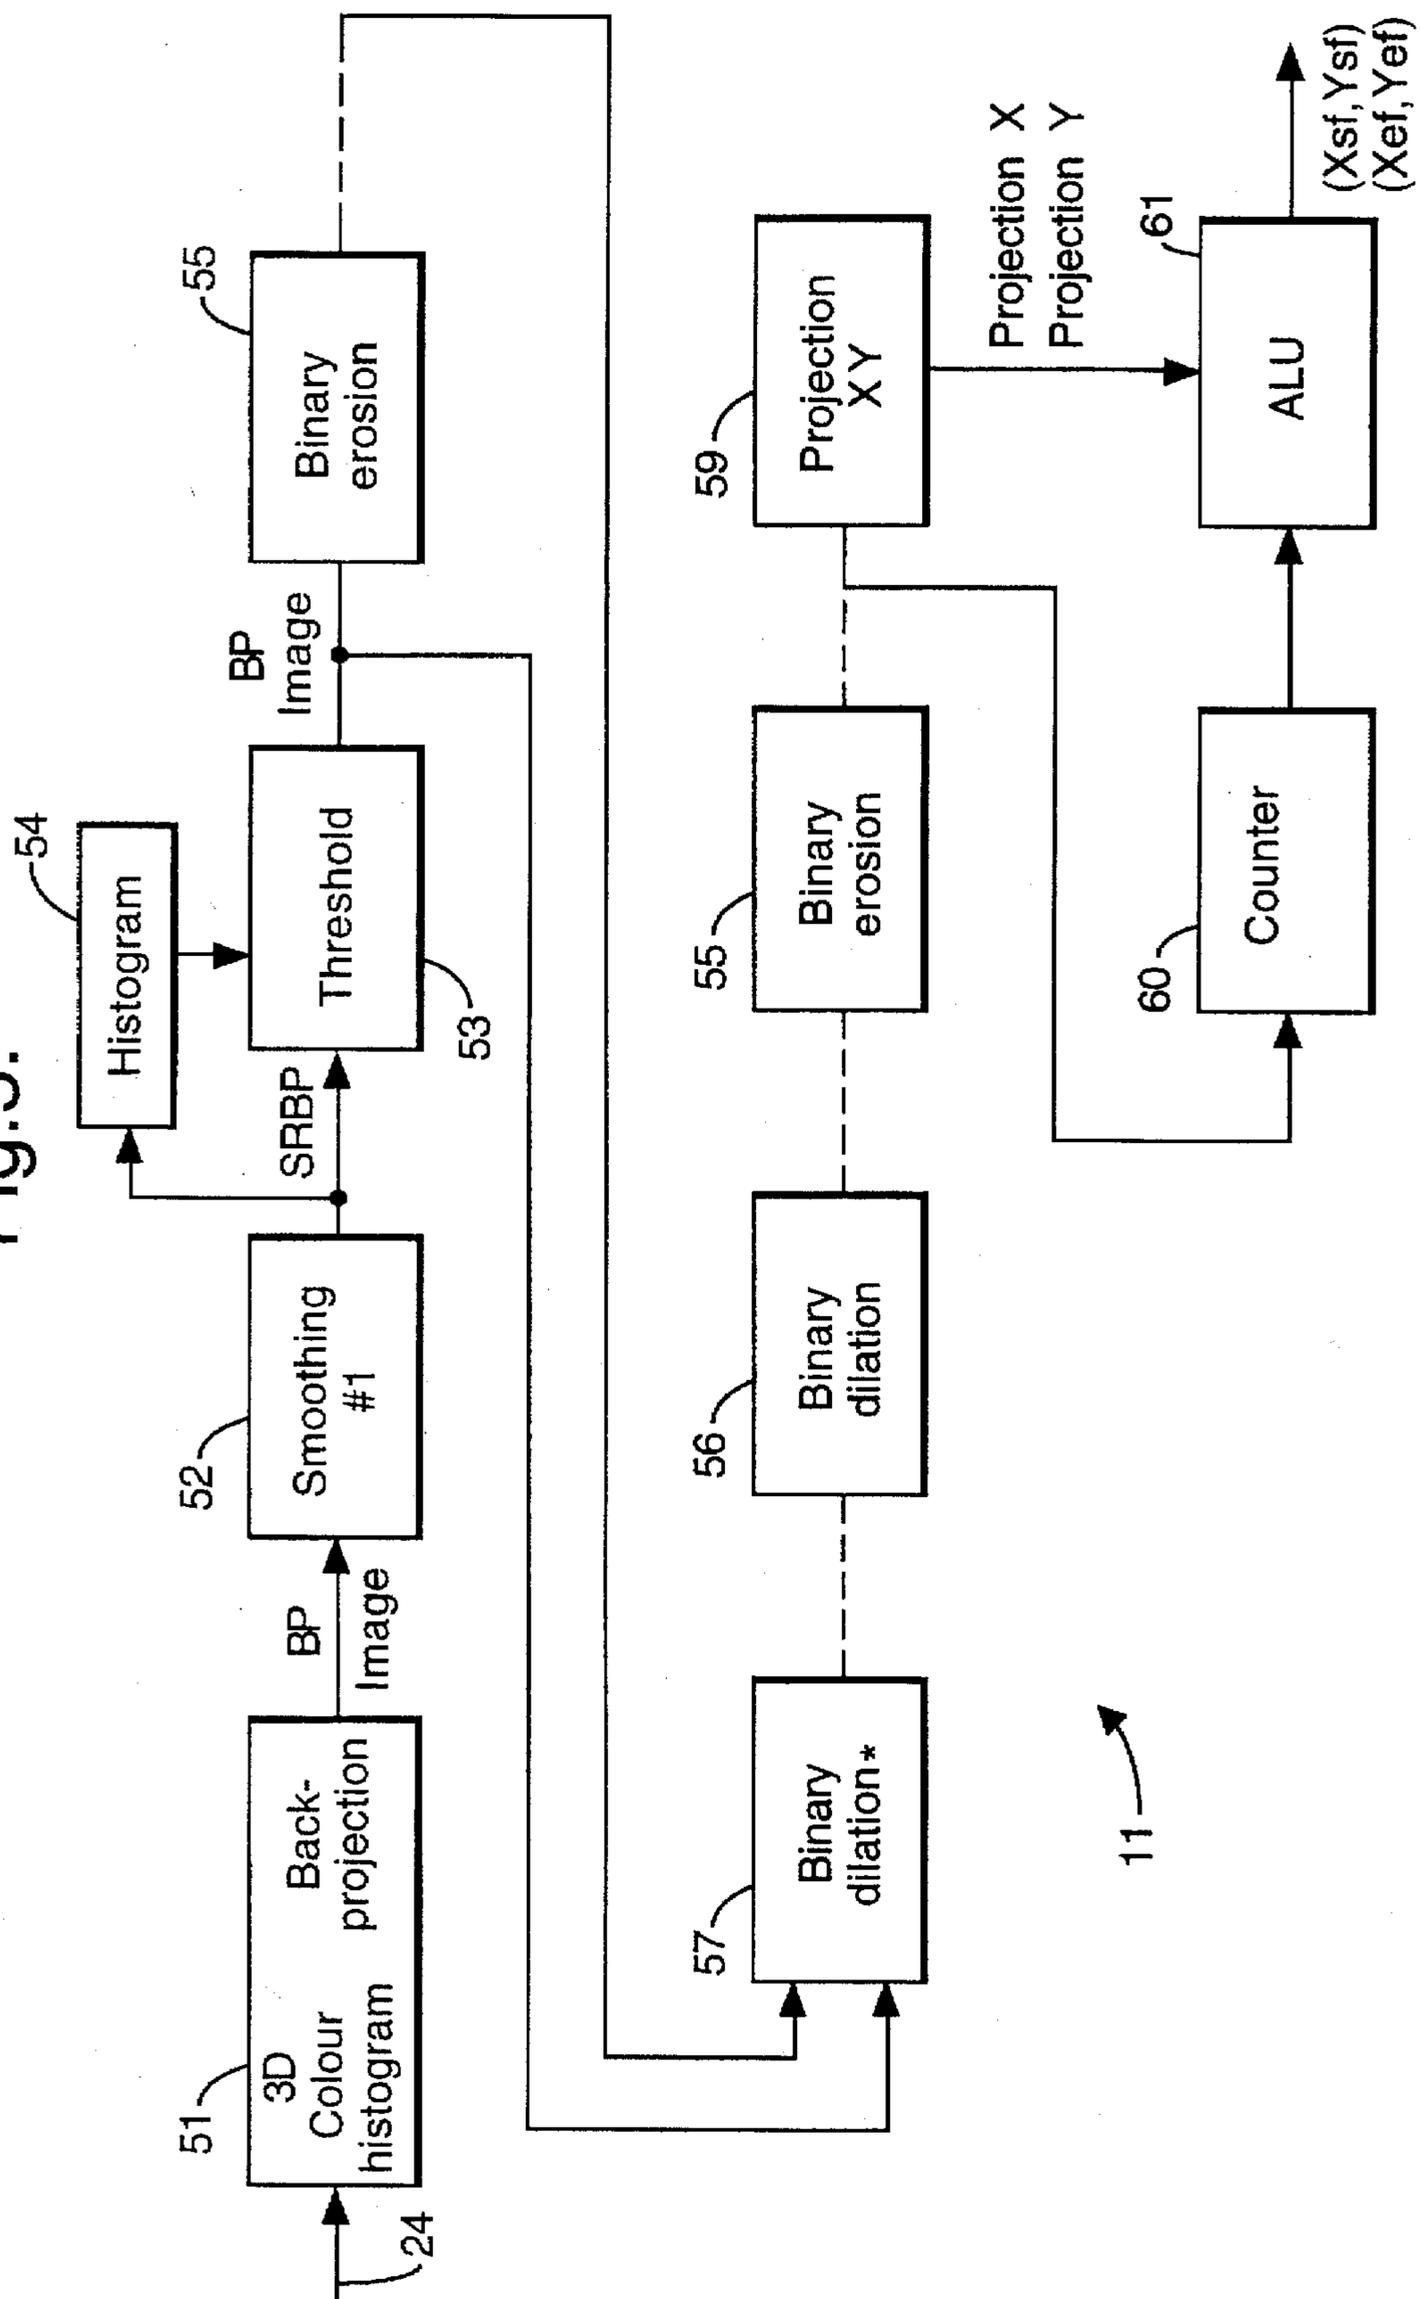 54
Histogram
51
3D
Colour
histogram
Back-
projection
24
BP
Image
52
Smoothing
#1
SRBP
Threshold
53
BP
Image
55
Binary
erosion
57
Binary
dilation*
56
Binary
dilation
55
Binary
erosion
59
Projection
XY
Projection X
Projection Y
11
60
Counter
61
ALU
(Xsf,Ysf)
(Xef,Yef)